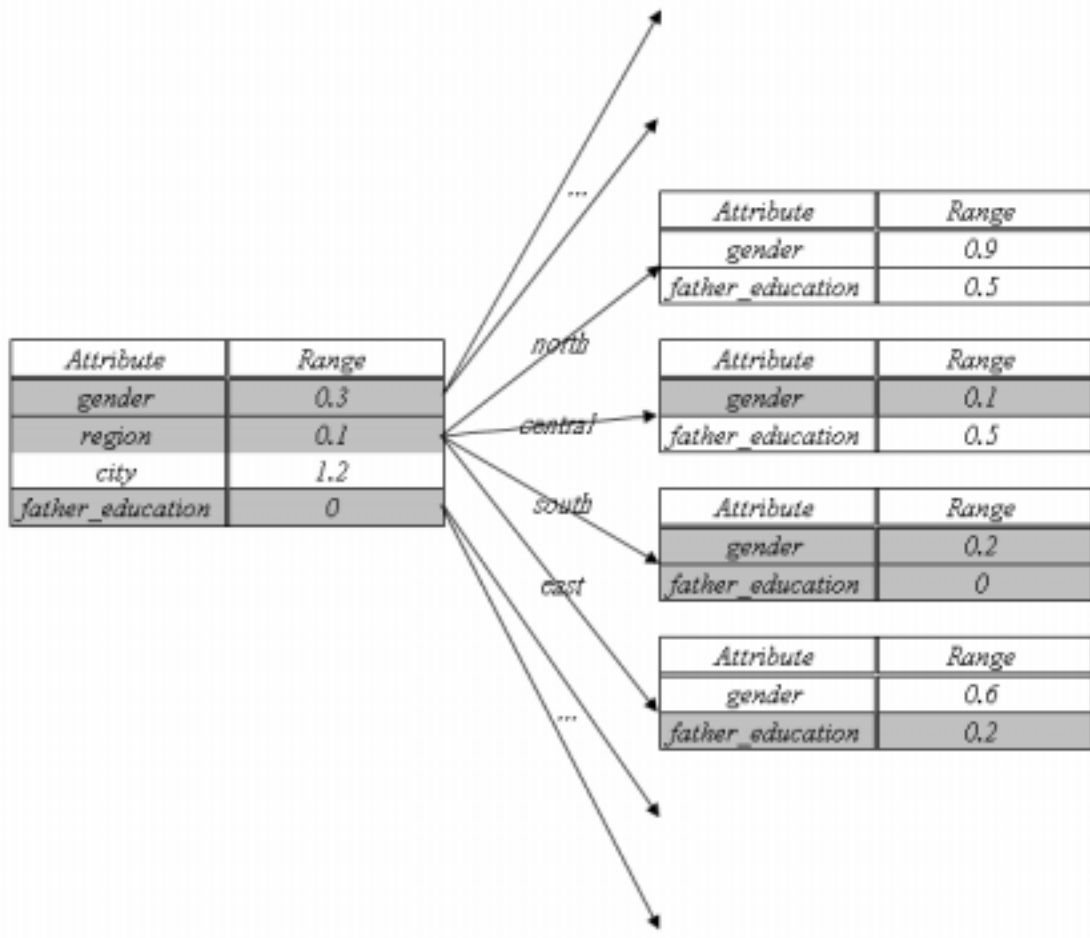 ...
Attribute Range
gender 0.9
father_education 0.5
north
Attribute Range
gender 0.3
region 0.1
city 1.2
father_education 0
Attribute Range
gender 0.1
father_education 0.5
central
south
Attribute Range
gender 0.2
father_education 0
east
Attribute Range
gender 0.6
father_education 0.2
...